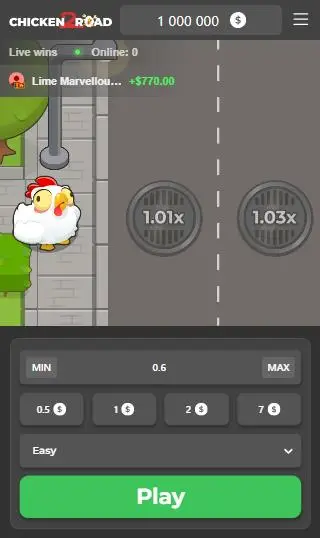 CHICKEN 2 ROAD
1 000 000 $
Live wins Online: 0
Lime Marvellou... +$770.00
1.01x 1.03x
MIN 0.6 MAX
0.5 $ 1 $ 2 $ 7 $
Easy
Play